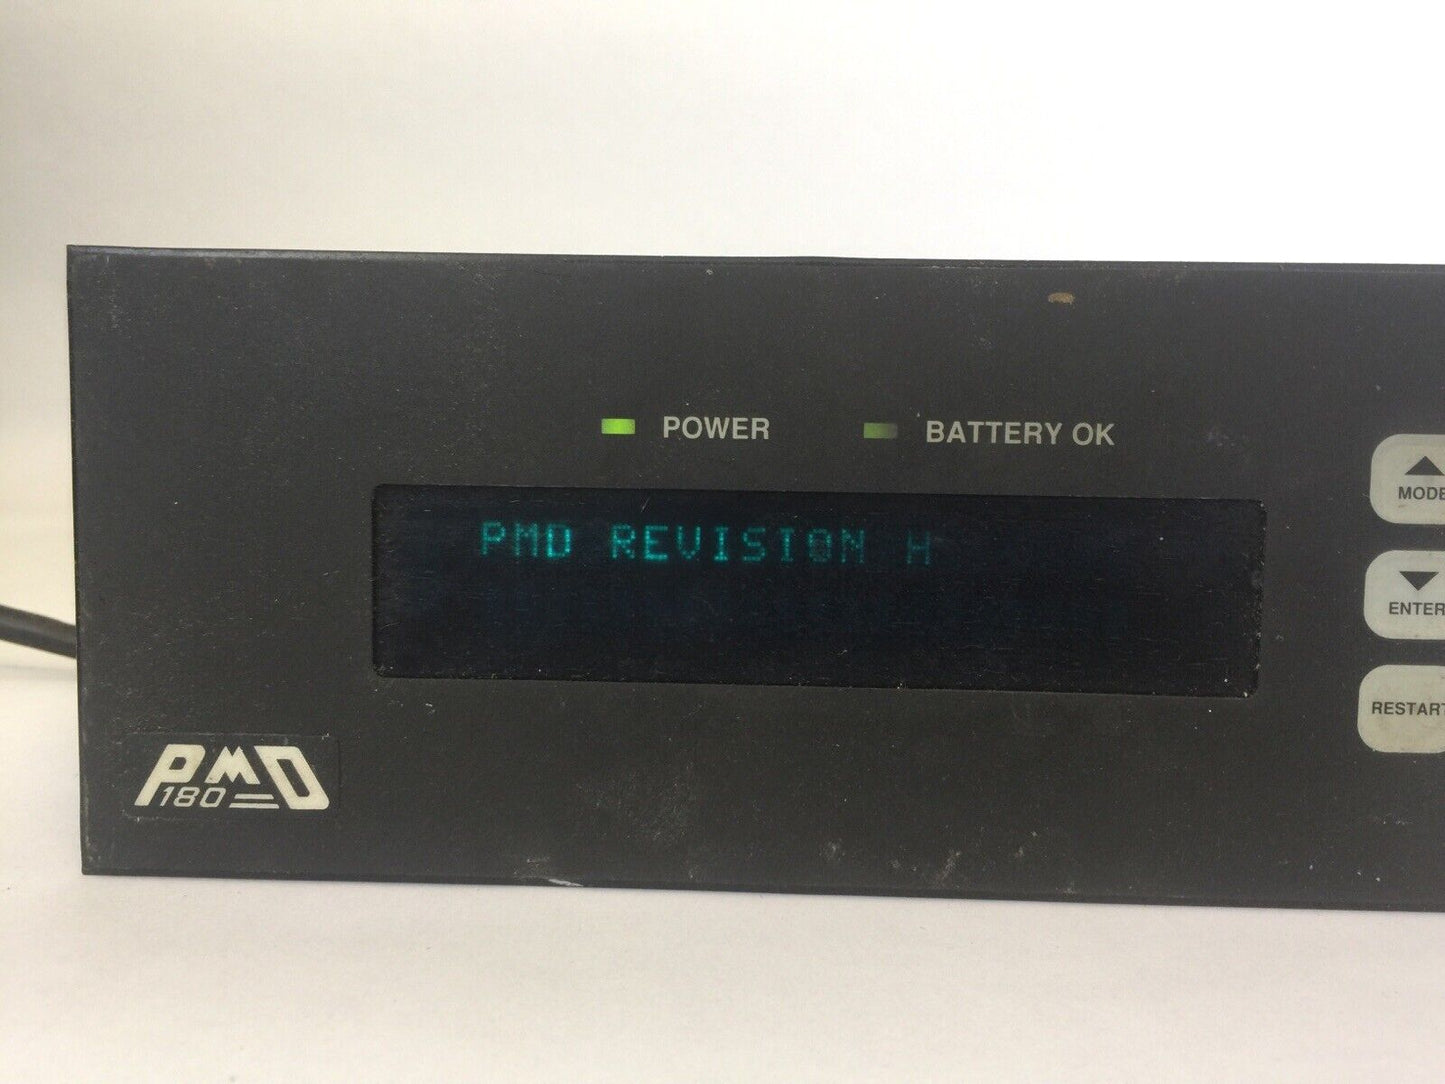 POWER BATTERY OK
PMD REVISION H
MODE
ENTER
RESTART
PMD
180